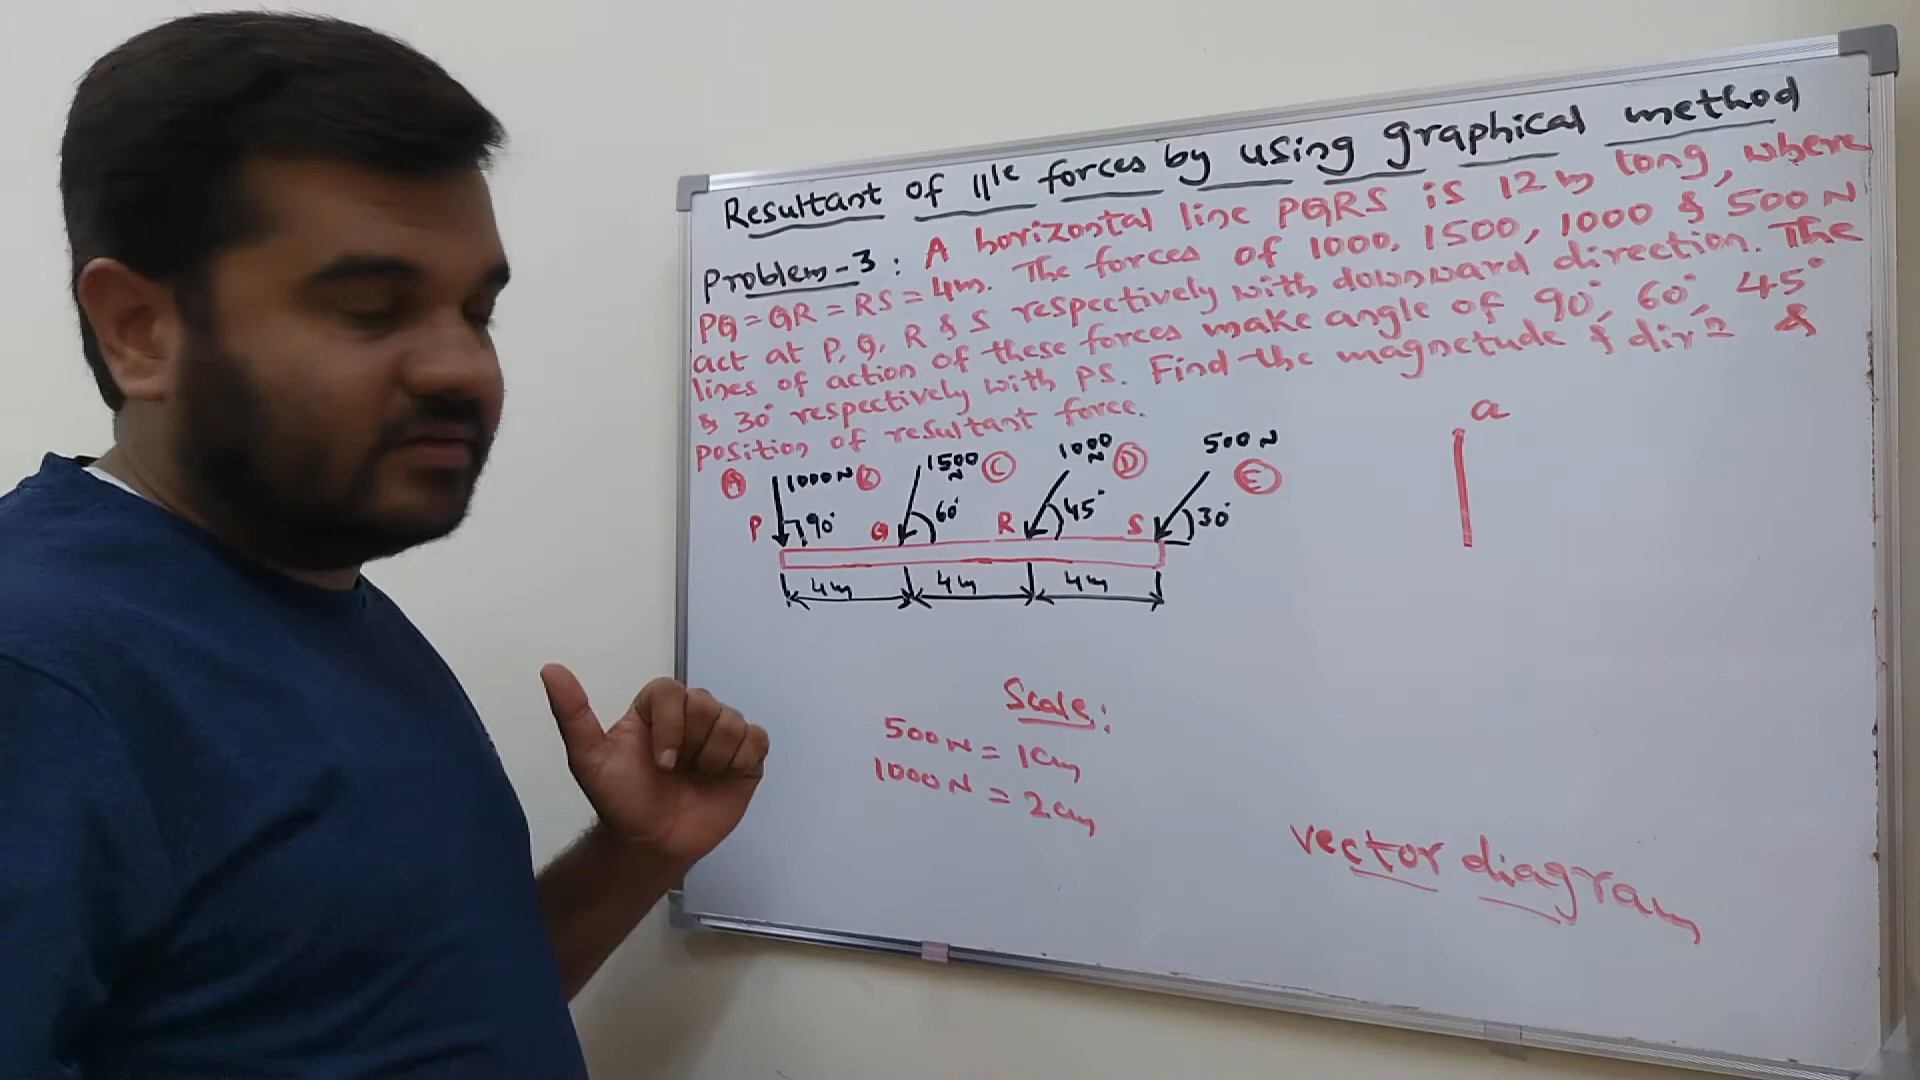 Resultant of 11le forces by using graphical method
Problem-3: A horizontal line PQRS is 12m long, where
PQ = QR = RS = 4m. The forces of 1000, 1500, 1000 & 500 N
act at P, Q, R & S respectively with downward direction. The
lines of action of these forces make angle of 90°, 60°, 45°
& 30° respectively with PS. Find the magnetude & dirn &
position of resultant force.
A 1000N B 1500 N C 1000 N D 500 N E
P 90° Q 60° R 45° S 30°
4m 4m 4m
a
Scale:
500N = 1cm
1000N = 2cm
vector diagram